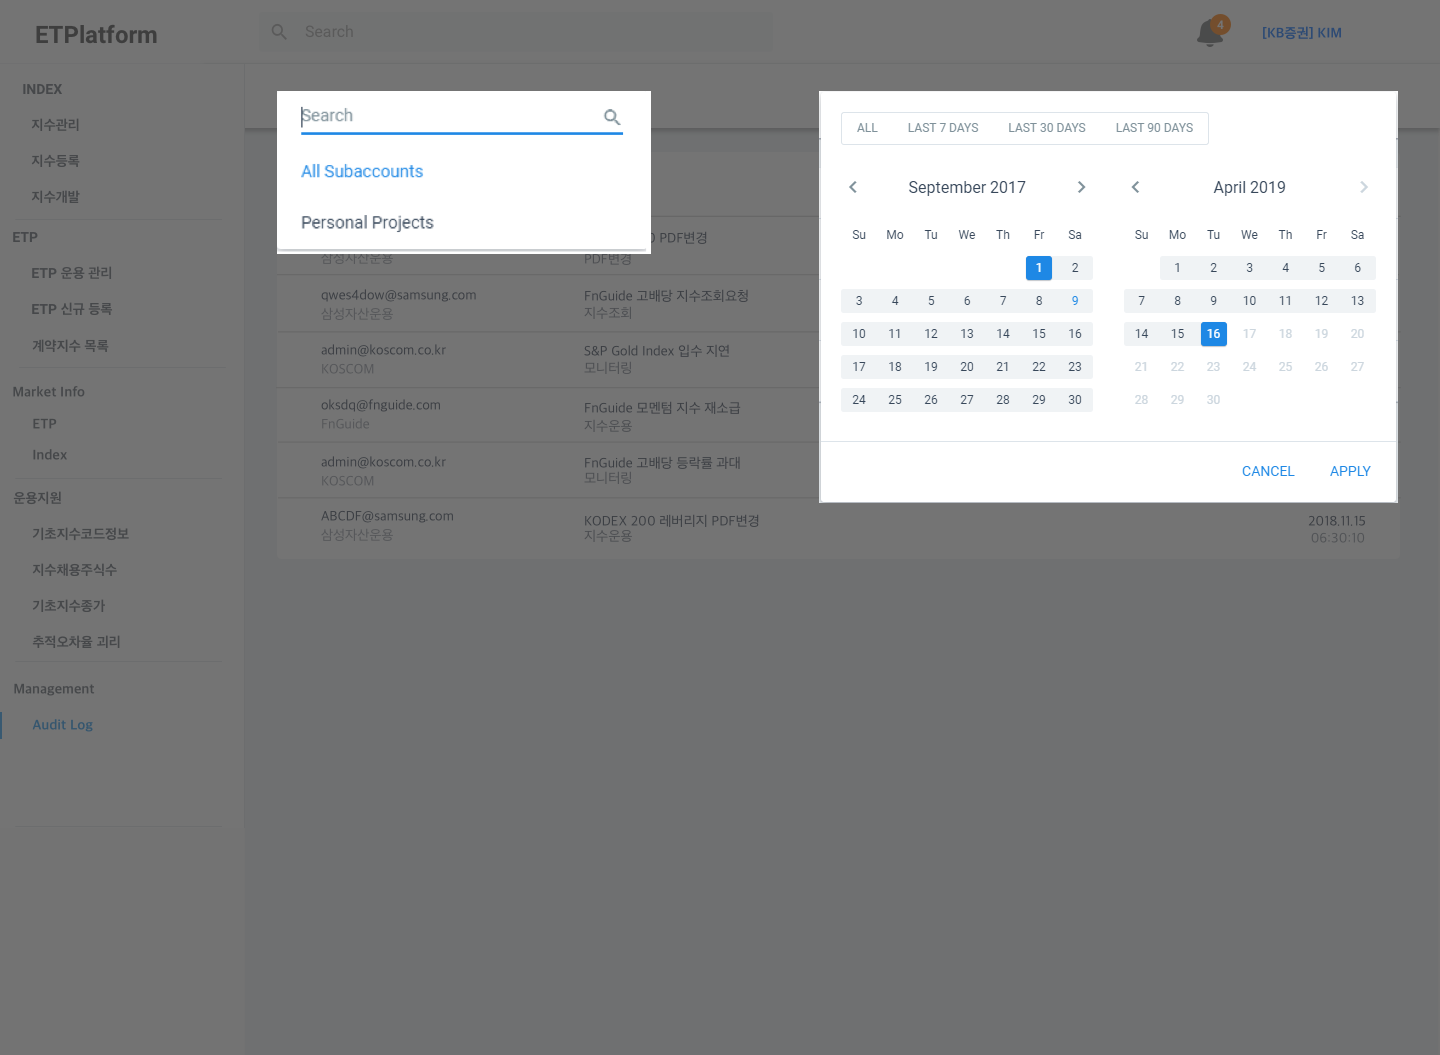 ETPlatform
Search
4
[KB증권] KIM
INDEX
지수관리
지수등록
지수개발
ETP
ETP 운용 관리
ETP 신규 등록
계약지수 목록
Market Info
ETP
Index
운용지원
기초지수코드정보
지수채용주식수
기초지수종가
추적오차율 괴리
Management
Audit Log
Search
All Subaccounts
Personal Projects
0 PDF변경
삼성자산운용 PDF변경
qwes4dow@samsung.com FnGuide 고배당 지수조회요청
삼성자산운용 지수조회
admin@koscom.co.kr S&P Gold Index 입수 지연
KOSCOM 모니터링
oksdq@fnguide.com FnGuide 모멘텀 지수 재소급
FnGuide 지수운용
admin@koscom.co.kr FnGuide 고배당 등락률 과대
KOSCOM 모니터링
ABCDF@samsung.com KODEX 200 레버리지 PDF변경 2018.11.15
삼성자산운용 지수운용 06:30:10
ALL LAST 7 DAYS LAST 30 DAYS LAST 90 DAYS
September 2017
Su Mo Tu We Th Fr Sa
1 2
3 4 5 6 7 8 9
10 11 12 13 14 15 16
17 18 19 20 21 22 23
24 25 26 27 28 29 30
April 2019
Su Mo Tu We Th Fr Sa
1 2 3 4 5 6
7 8 9 10 11 12 13
14 15 16 17 18 19 20
21 22 23 24 25 26 27
28 29 30
CANCEL APPLY